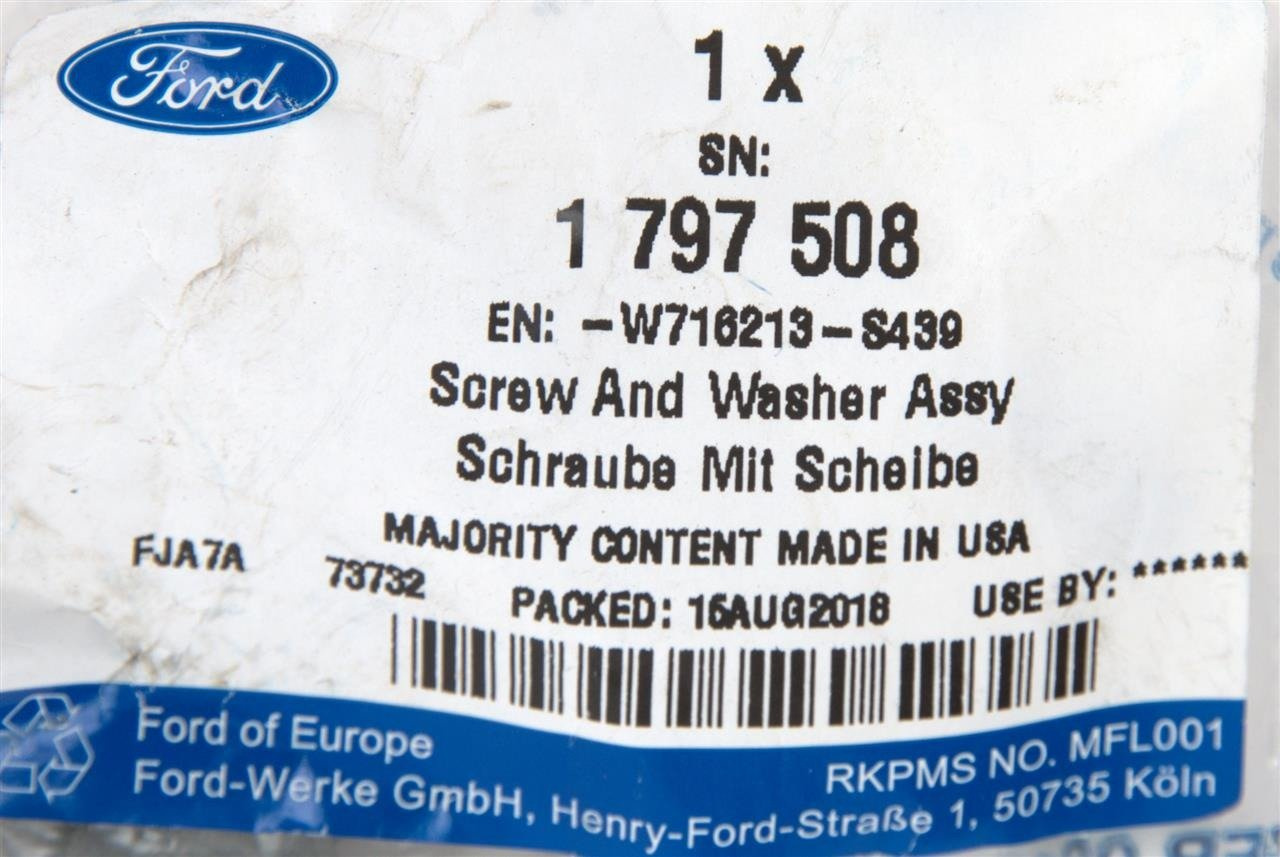 Ford
1 x
SN:
1 797 508
EN: -W716213-S439
Screw And Washer Assy
Schraube Mit Scheibe
MAJORITY CONTENT MADE IN USA
FJA7A 73732 PACKED: 15AUG2018 USE BY: ******
Ford of Europe
Ford-Werke GmbH, Henry-Ford-Straße 1, 50735 Köln
RKPMS NO. MFL001